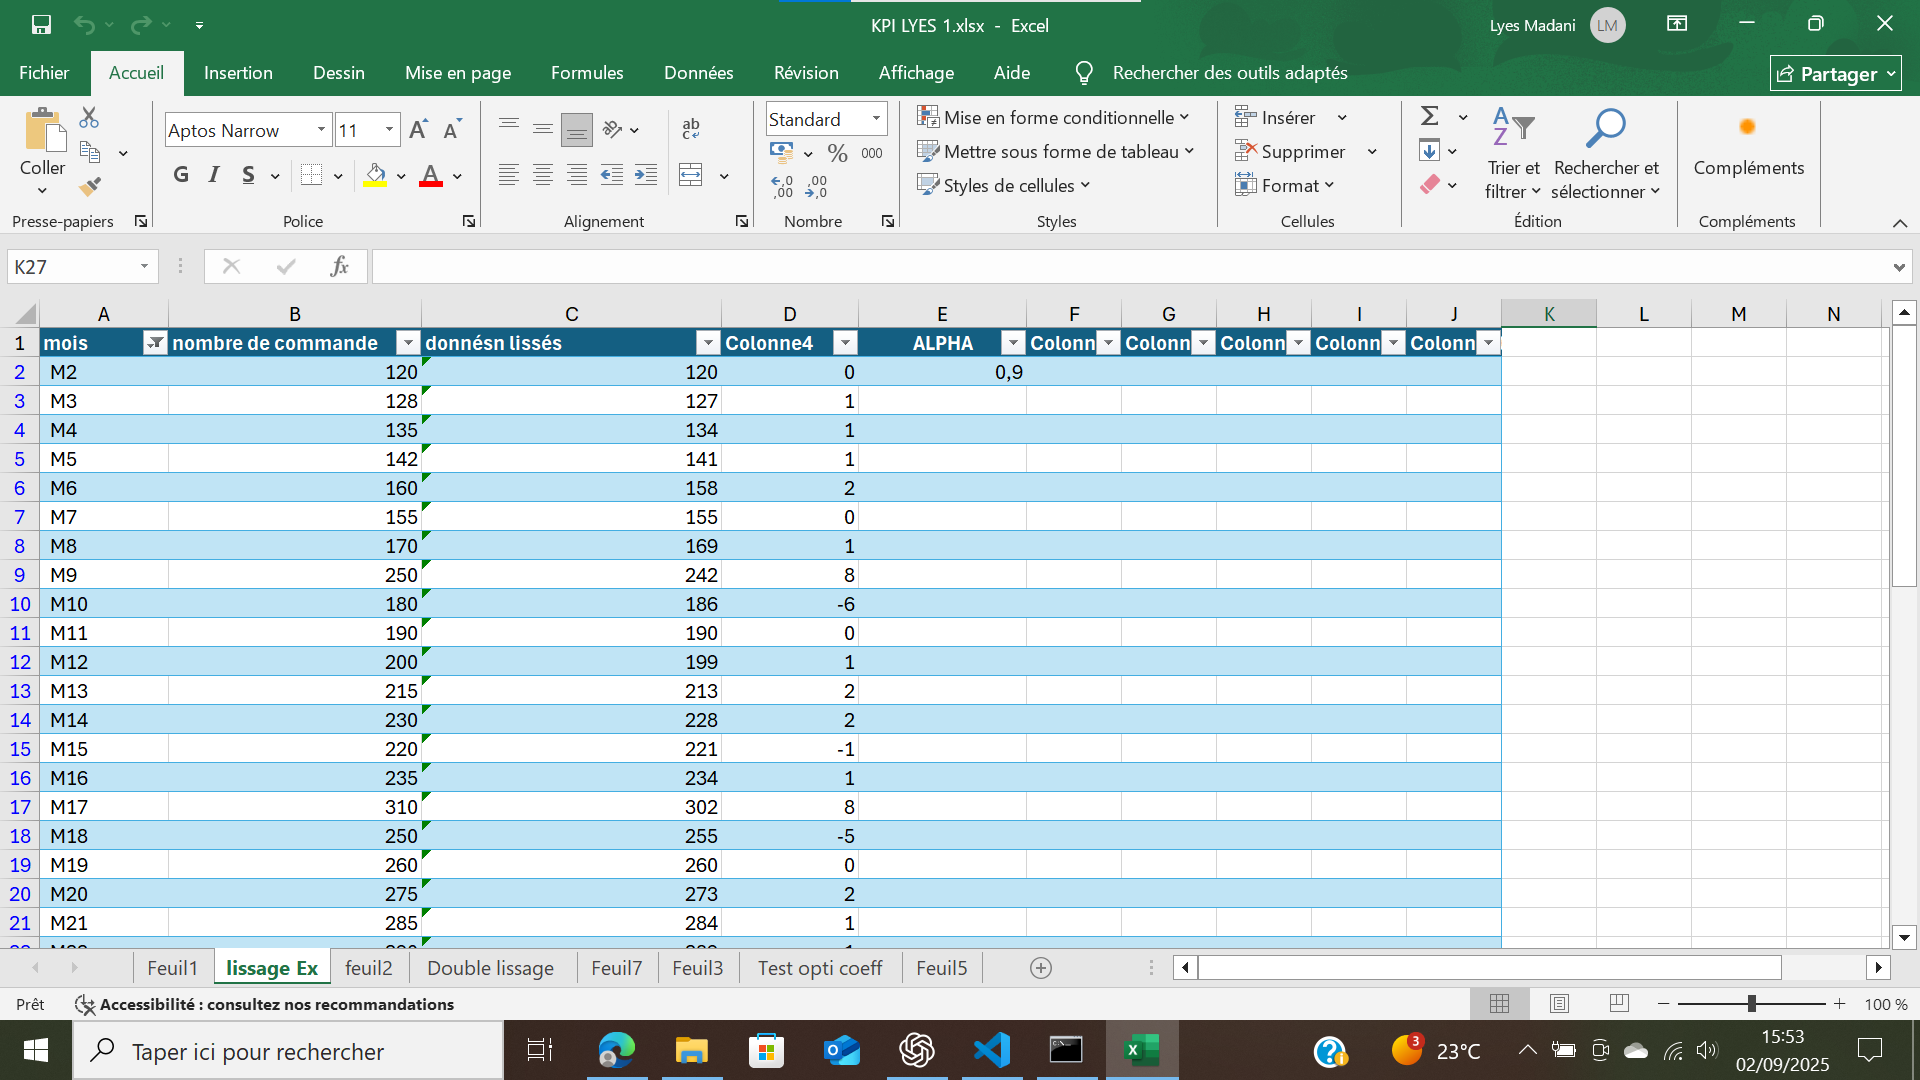 KPI LYES 1.xlsx - Excel
Lyes Madani LM
Fichier Accueil Insertion Dessin Mise en page Formules Données Révision Affichage Aide Rechercher des outils adaptés Partager
Coller
Presse-papiers
Aptos Narrow 11
G I S A
Police
ab
Alignement
Standard
% 000
Nombre
Mise en forme conditionnelle
Mettre sous forme de tableau
Styles de cellules
Styles
Insérer
Supprimer
Format
Cellules
Trier et filtrer
Rechercher et sélectionner
Édition
Compléments
Compléments
K27 fx
A B C D E F G H I J K L M N
1 mois nombre de commande donnésn lissés Colonne4 ALPHA Colonn Colonn Colonn Colonn Colonn
2 M2 120 120 0 0,9
3 M3 128 127 1
4 M4 135 134 1
5 M5 142 141 1
6 M6 160 158 2
7 M7 155 155 0
8 M8 170 169 1
9 M9 250 242 8
10 M10 180 186 -6
11 M11 190 190 0
12 M12 200 199 1
13 M13 215 213 2
14 M14 230 228 2
15 M15 220 221 -1
16 M16 235 234 1
17 M17 310 302 8
18 M18 250 255 -5
19 M19 260 260 0
20 M20 275 273 2
21 M21 285 284 1
Feuil1 lissage Ex feuil2 Double lissage Feuil7 Feuil3 Test opti coeff Feuil5
Prêt Accessibilité : consultez nos recommandations 100 %
Taper ici pour rechercher
3 23°C
15:53
02/09/2025